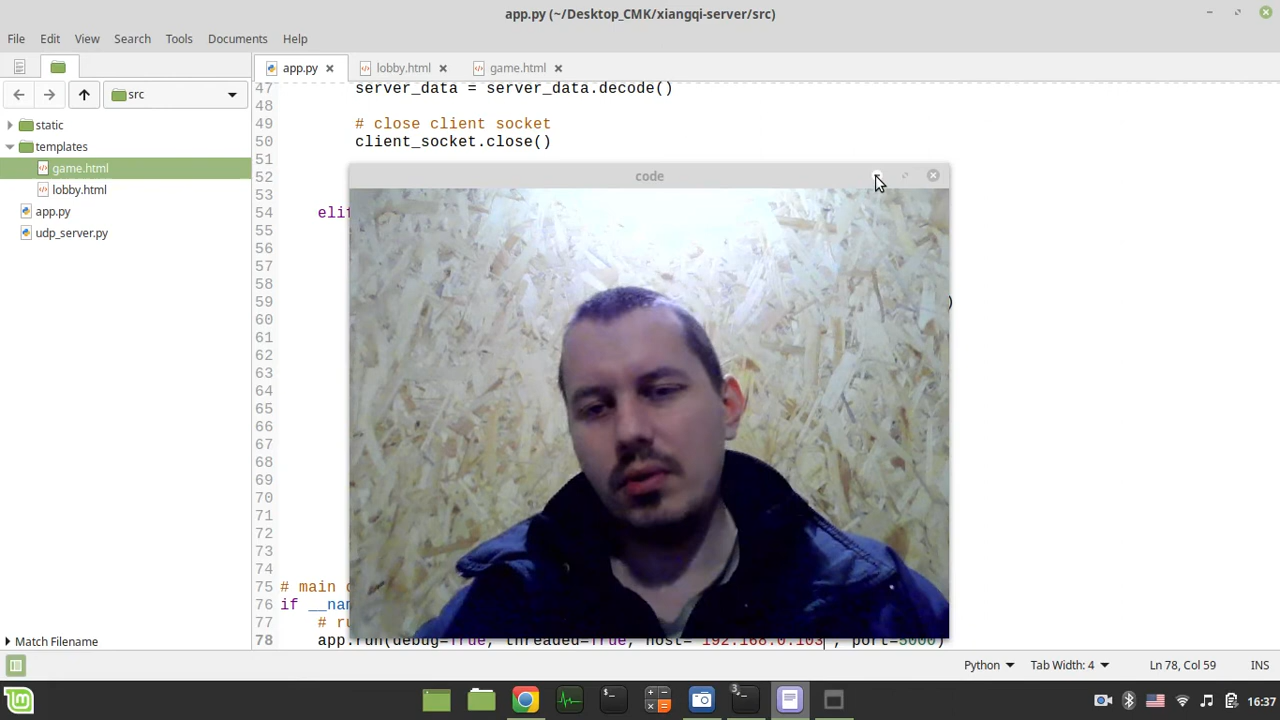 app.py (~/Desktop_CMK/xiangqi-server/src)
File Edit View Search Tools Documents Help
app.py lobby.html game.html
src
static
templates
game.html
lobby.html
app.py
udp_server.py
Match Filename
47 server_data = server_data.decode()
48
49 # close client socket
50 client_socket.close()
51
52
53
54 elif
55
56
57
58
59 )
60
61
62
63
64
65
66
67
68
69
70
71
72
73
74
75 # main
76 if __nam
77 # ru
78 app.run(debug=True, threaded=True, host='192.168.0.103', port=5000)
code
Python Tab Width: 4 Ln 78, Col 59 INS
16:37